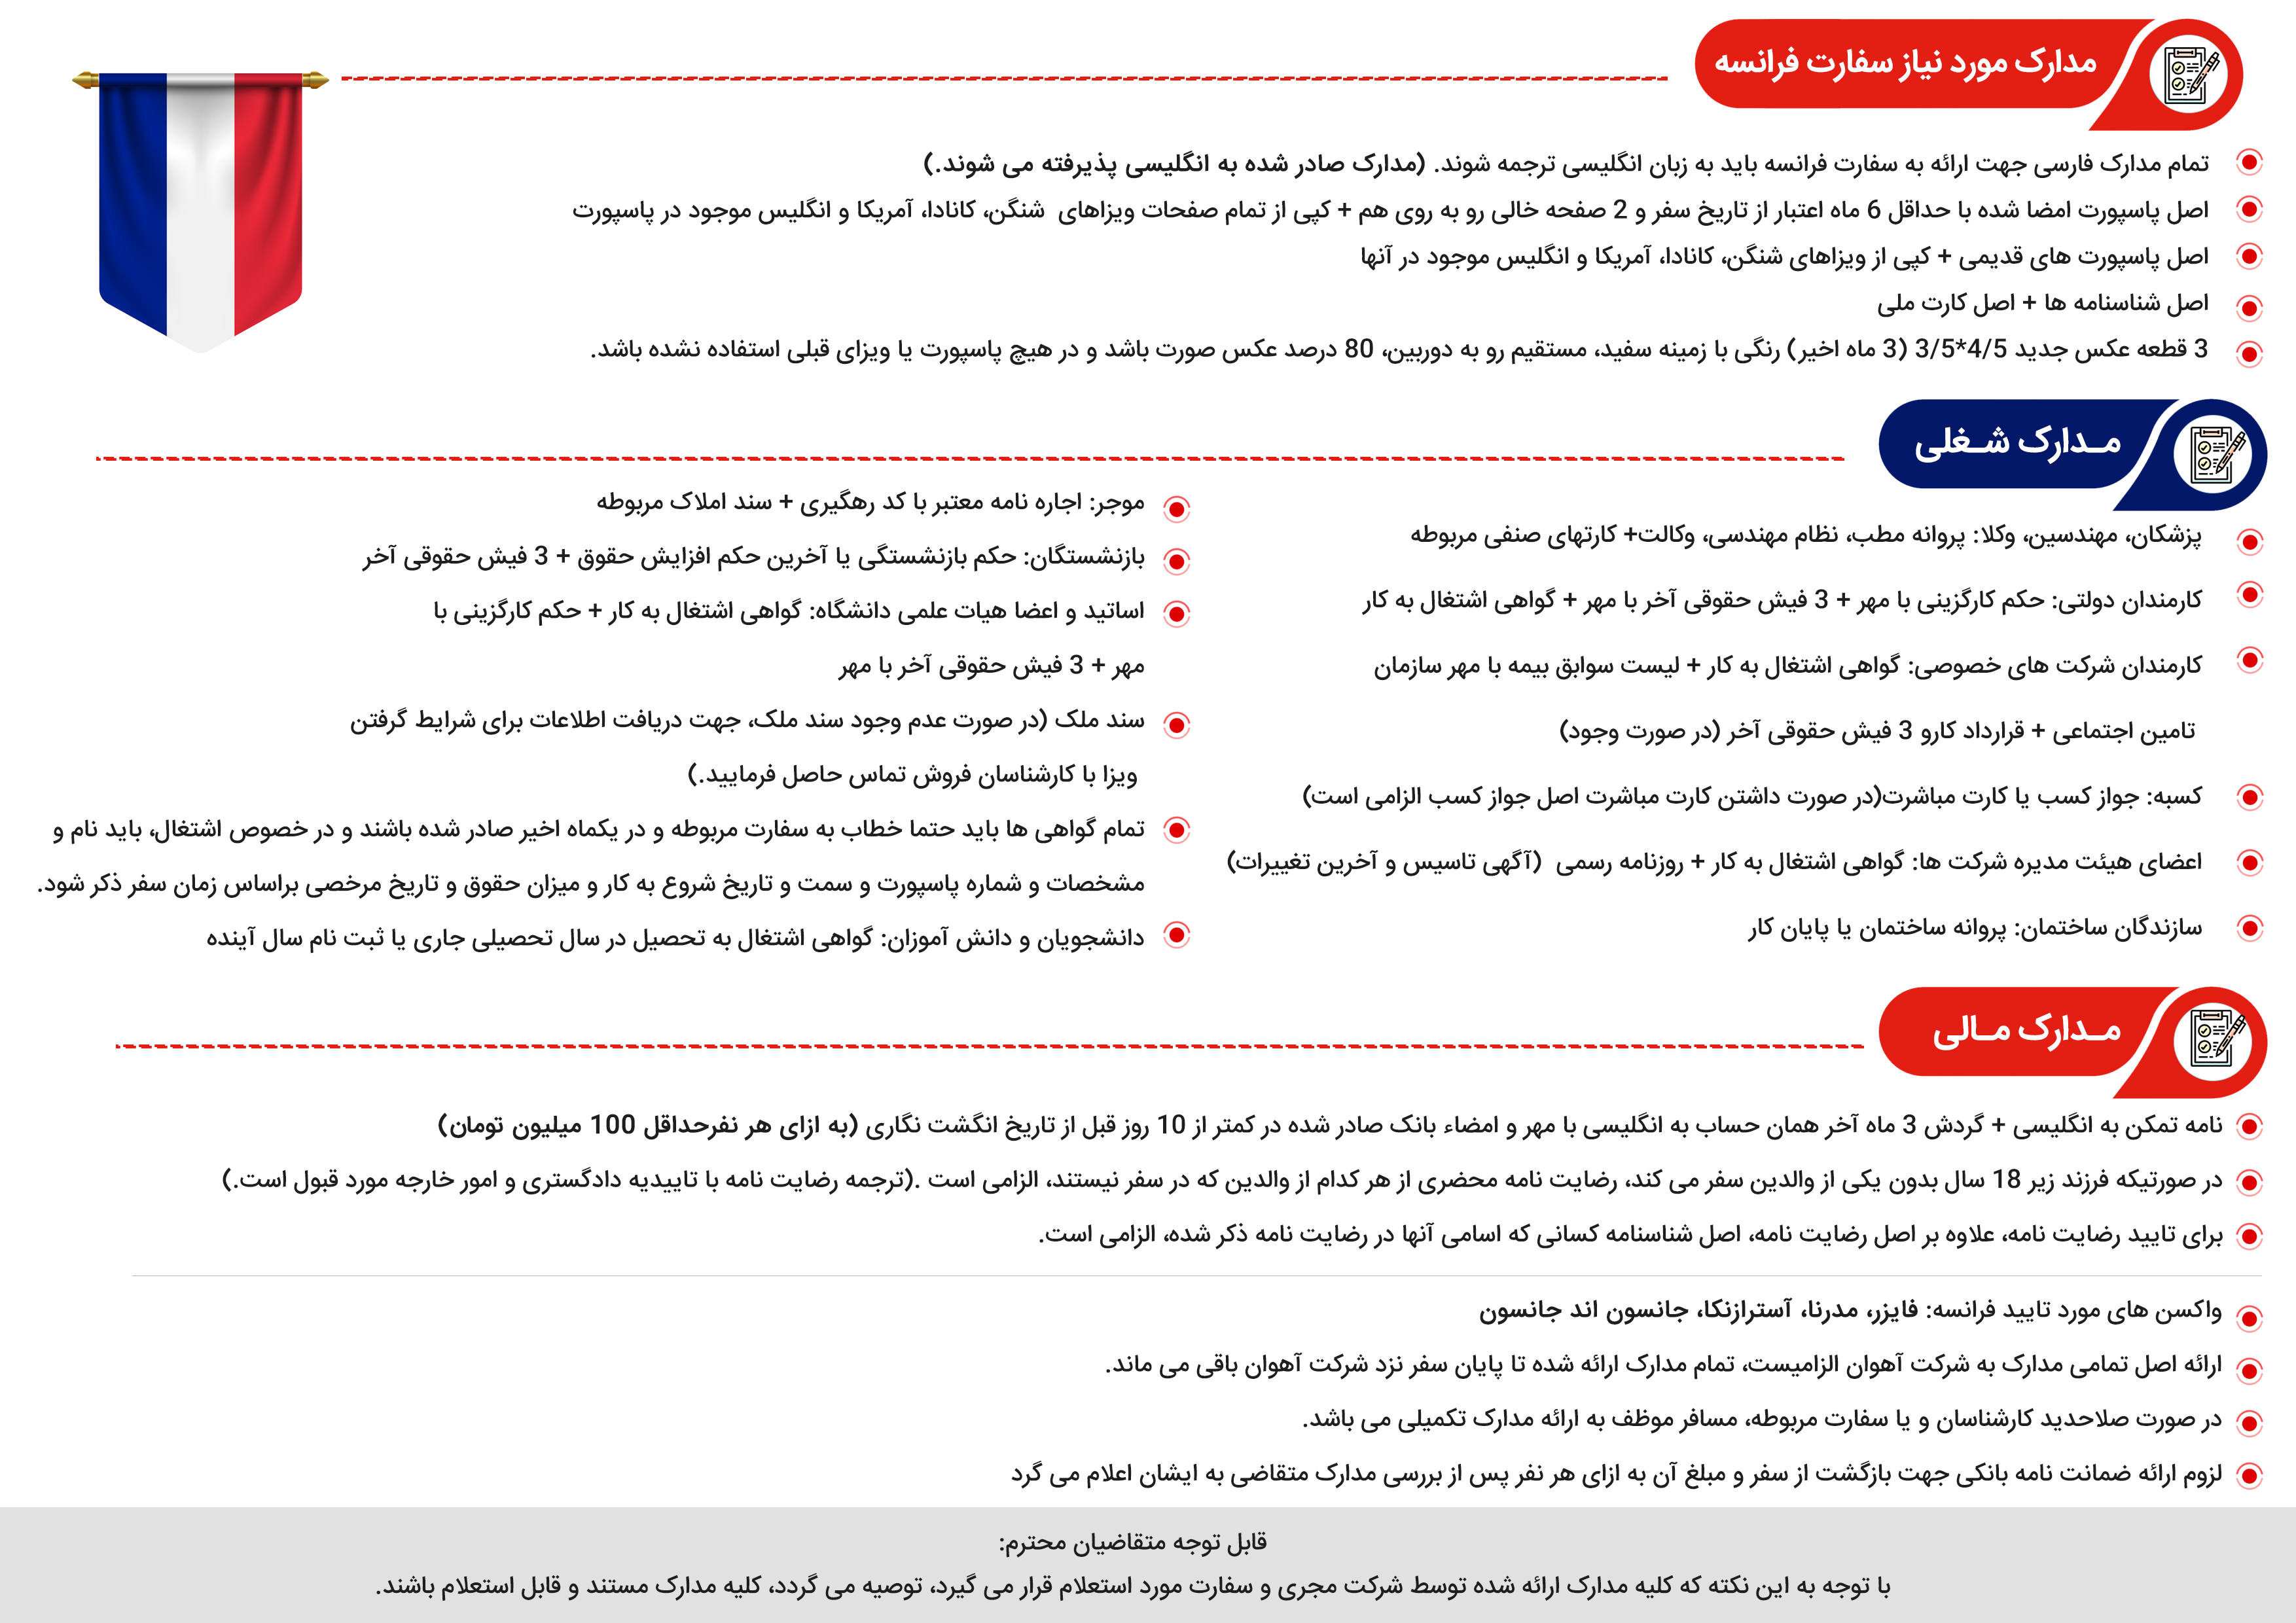 مدارک مورد نیاز سفارت فرانسه
تمام مدارک فارسی جهت ارائه به سفارت فرانسه باید به زبان انگلیسی ترجمه شوند. (مدارک صادر شده به انگلیسی پذیرفته می شوند.)
اصل پاسپورت امضا شده با حداقل 6 ماه اعتبار از تاریخ سفر و 2 صفحه خالی رو به روی هم + کپی از تمام صفحات ویزاهای شنگن، کانادا، آمریکا و انگلیس موجود در پاسپورت
اصل پاسپورت های قدیمی + کپی از ویزاهای شنگن، کانادا، آمریکا و انگلیس موجود در آنها
اصل شناسنامه ها + اصل کارت ملی
3 قطعه عکس جدید 4/5*3/5 (3 ماه اخیر) رنگی با زمینه سفید، مستقیم رو به دوربین، 80 درصد عکس صورت باشد و در هیچ پاسپورت یا ویزای قبلی استفاده نشده باشد.
مـدارک شـغلی
پزشکان، مهندسین، وکلا: پروانه مطب، نظام مهندسی، وکالت+ کارتهای صنفی مربوطه
کارمندان دولتی: حکم کارگزینی با مهر + 3 فیش حقوقی آخر با مهر + گواهی اشتغال به کار
کارمندان شرکت های خصوصی: گواهی اشتغال به کار + لیست سوابق بیمه با مهر سازمان
تامین اجتماعی + قرارداد کارو 3 فیش حقوقی آخر (در صورت وجود)
کسبه: جواز کسب یا کارت مباشرت(در صورت داشتن کارت مباشرت اصل جواز کسب الزامی است)
اعضای هیئت مدیره شرکت ها: گواهی اشتغال به کار + روزنامه رسمی (آگهی تاسیس و آخرین تغییرات)
سازندگان ساختمان: پروانه ساختمان یا پایان کار
موجر: اجاره نامه معتبر با کد رهگیری + سند املاک مربوطه
بازنشستگان: حکم بازنشستگی یا آخرین حکم افزایش حقوق + 3 فیش حقوقی آخر
اساتید و اعضا هیات علمی دانشگاه: گواهی اشتغال به کار + حکم کارگزینی با
مهر + 3 فیش حقوقی آخر با مهر
سند ملک (در صورت عدم وجود سند ملک، جهت دریافت اطلاعات برای شرایط گرفتن
ویزا با کارشناسان فروش تماس حاصل فرمایید.)
تمام گواهی ها باید حتما خطاب به سفارت مربوطه و در یکماه اخیر صادر شده باشند و در خصوص اشتغال، باید نام و
مشخصات و شماره پاسپورت و سمت و تاریخ شروع به کار و میزان حقوق و تاریخ مرخصی براساس زمان سفر ذکر شود.
دانشجویان و دانش آموزان: گواهی اشتغال به تحصیل در سال تحصیلی جاری یا ثبت نام سال آینده
مـدارک مـالی
نامه تمکن به انگلیسی + گردش 3 ماه آخر همان حساب به انگلیسی با مهر و امضاء بانک صادر شده در کمتر از 10 روز قبل از تاریخ انگشت نگاری (به ازای هر نفرحداقل 100 میلیون تومان)
در صورتیکه فرزند زیر 18 سال بدون یکی از والدین سفر می کند، رضایت نامه محضری از هر کدام از والدین که در سفر نیستند، الزامی است .(ترجمه رضایت نامه با تاییدیه دادگستری و امور خارجه مورد قبول است.)
برای تایید رضایت نامه، علاوه بر اصل رضایت نامه، اصل شناسنامه کسانی که اسامی آنها در رضایت نامه ذکر شده، الزامی است.
واکسن های مورد تایید فرانسه: فایزر، مدرنا، آسترازنکا، جانسون اند جانسون
ارائه اصل تمامی مدارک به شرکت آهوان الزامیست، تمام مدارک ارائه شده تا پایان سفر نزد شرکت آهوان باقی می ماند.
در صورت صلاحدید کارشناسان و یا سفارت مربوطه، مسافر موظف به ارائه مدارک تکمیلی می باشد.
لزوم ارائه ضمانت نامه بانکی جهت بازگشت از سفر و مبلغ آن به ازای هر نفر پس از بررسی مدارک متقاضی به ایشان اعلام می گرد
قابل توجه متقاضیان محترم:
با توجه به این نکته که کلیه مدارک ارائه شده توسط شرکت مجری و سفارت مورد استعلام قرار می گیرد، توصیه می گردد، کلیه مدارک مستند و قابل استعلام باشند.